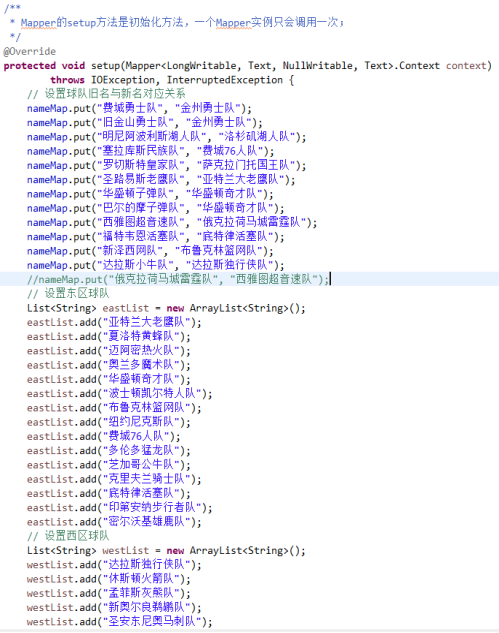 /**
 * Mapper的setup方法是初始化方法，一个Mapper实例只会调用一次；
 */
@Override
protected void setup(Mapper<LongWritable, Text, NullWritable, Text>.Context context)
        throws IOException, InterruptedException {
    // 设置球队旧名与新名对应关系
    nameMap.put("费城勇士队", "金州勇士队");
    nameMap.put("旧金山勇士队", "金州勇士队");
    nameMap.put("明尼阿波利斯湖人队", "洛杉矶湖人队");
    nameMap.put("塞拉库斯民族队", "费城76人队");
    nameMap.put("罗切斯特皇家队", "萨克拉门托国王队");
    nameMap.put("圣路易斯老鹰队", "亚特兰大老鹰队");
    nameMap.put("华盛顿子弹队", "华盛顿奇才队");
    nameMap.put("巴尔的摩子弹队", "华盛顿奇才队");
    nameMap.put("西雅图超音速队", "俄克拉荷马城雷霆队");
    nameMap.put("福特韦恩活塞队", "底特律活塞队");
    nameMap.put("新泽西网队", "布鲁克林篮网队");
    nameMap.put("达拉斯小牛队", "达拉斯独行侠队");
    //nameMap.put("俄克拉荷马城雷霆队", "西雅图超音速队");
    // 设置东区球队
    List<String> eastList = new ArrayList<String>();
    eastList.add("亚特兰大老鹰队");
    eastList.add("夏洛特黄蜂队");
    eastList.add("迈阿密热火队");
    eastList.add("奥兰多魔术队");
    eastList.add("华盛顿奇才队");
    eastList.add("波士顿凯尔特人队");
    eastList.add("布鲁克林篮网队");
    eastList.add("纽约尼克斯队");
    eastList.add("费城76人队");
    eastList.add("多伦多猛龙队");
    eastList.add("芝加哥公牛队");
    eastList.add("克里夫兰骑士队");
    eastList.add("底特律活塞队");
    eastList.add("印第安纳步行者队");
    eastList.add("密尔沃基雄鹿队");
    // 设置西区球队
    List<String> westList = new ArrayList<String>();
    westList.add("达拉斯独行侠队");
    westList.add("休斯顿火箭队");
    westList.add("孟菲斯灰熊队");
    westList.add("新奥尔良鹈鹕队");
    westList.add("圣安东尼奥马刺队");